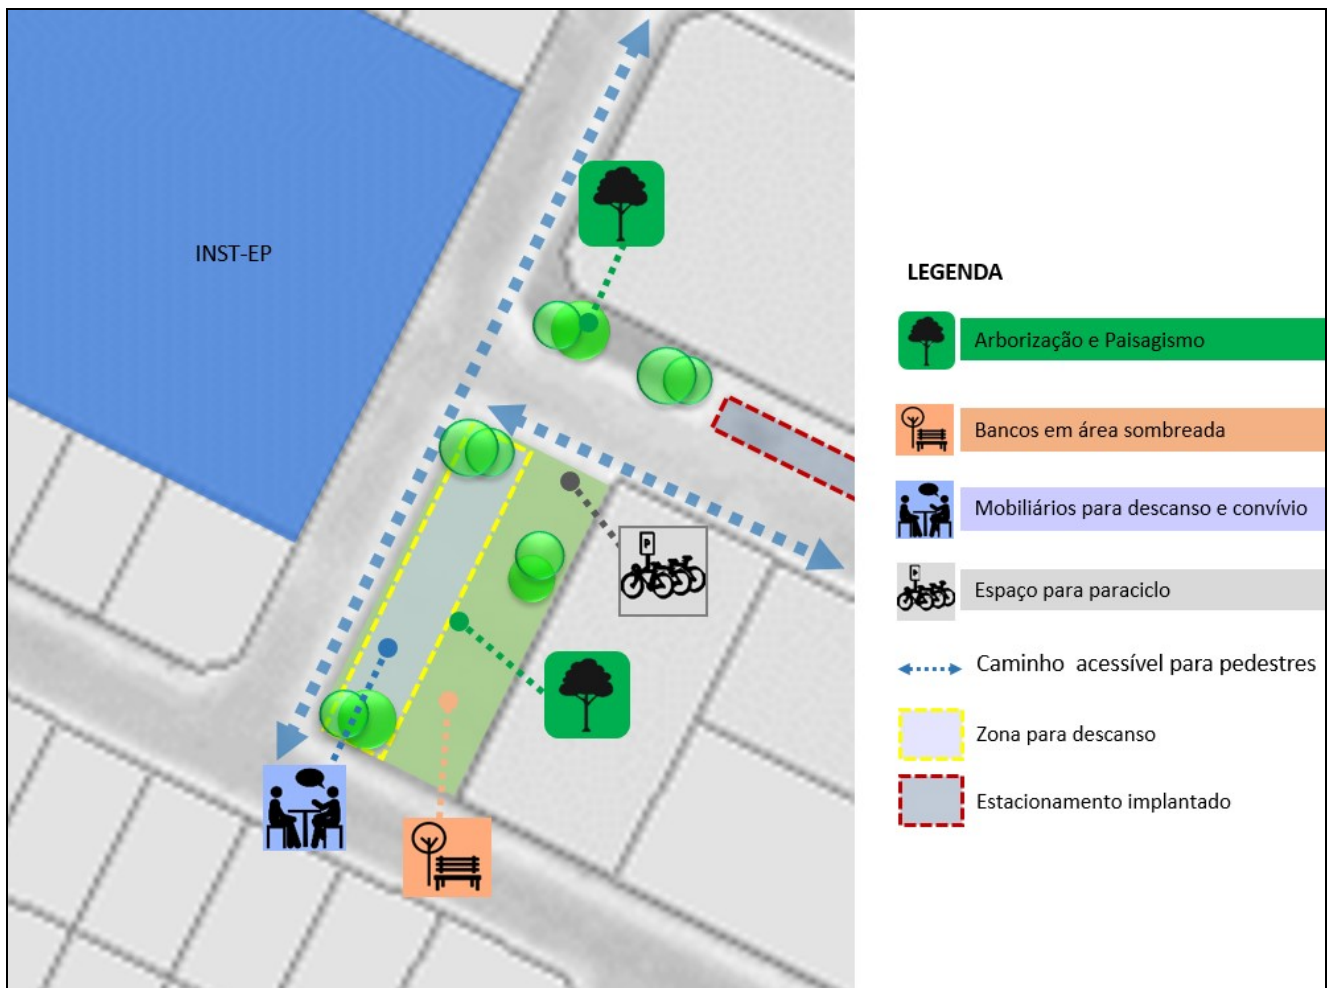 INST-EP
LEGENDA
Arborização e Paisagismo
Bancos em área sombreada
Mobiliários para descanso e convívio
P
Espaço para paraciclo
P
Caminho acessível para pedestres
Zona para descanso
Estacionamento implantado